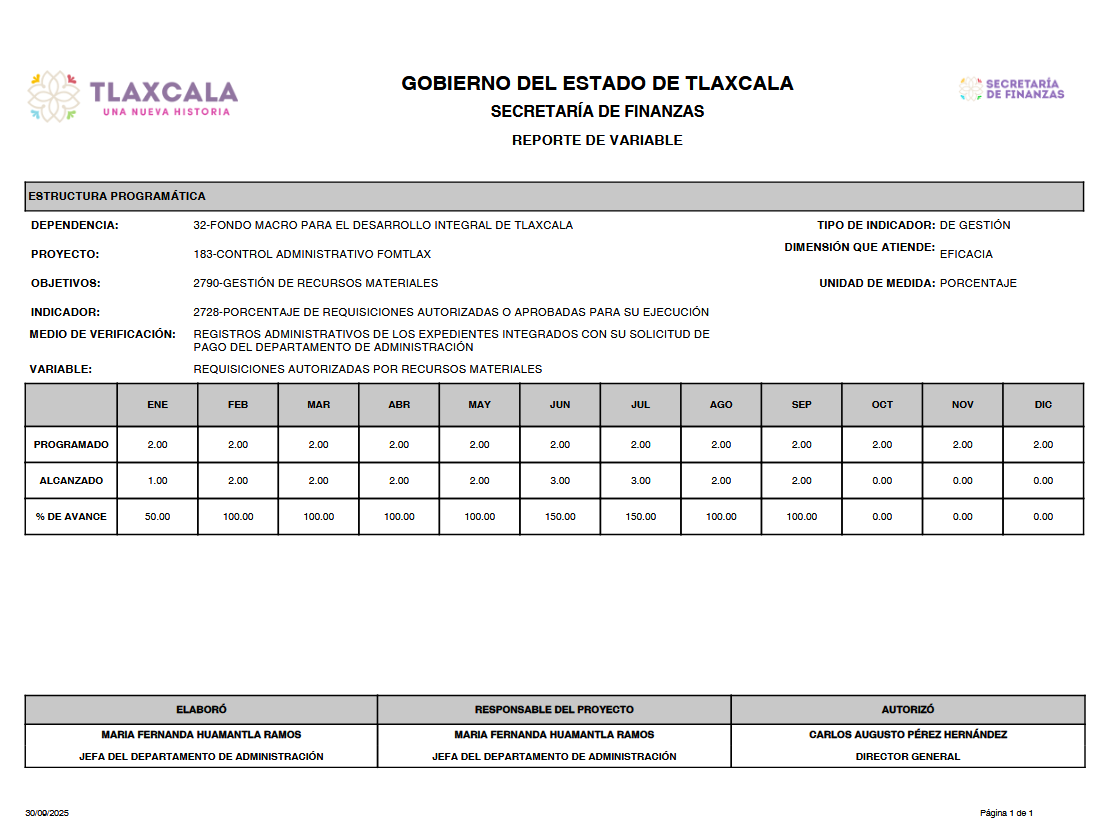 TLAXCALA
UNA NUEVA HISTORIA
GOBIERNO DEL ESTADO DE TLAXCALA
SECRETARÍA DE FINANZAS
REPORTE DE VARIABLE
SECRETARÍA
DE FINANZAS
ESTRUCTURA PROGRAMÁTICA
DEPENDENCIA: 32-FONDO MACRO PARA EL DESARROLLO INTEGRAL DE TLAXCALA TIPO DE INDICADOR: DE GESTIÓN
PROYECTO: 183-CONTROL ADMINISTRATIVO FOMTLAX DIMENSIÓN QUE ATIENDE: EFICACIA
OBJETIVOS: 2790-GESTIÓN DE RECURSOS MATERIALES UNIDAD DE MEDIDA: PORCENTAJE
INDICADOR: 2728-PORCENTAJE DE REQUISICIONES AUTORIZADAS O APROBADAS PARA SU EJECUCIÓN
MEDIO DE VERIFICACIÓN: REGISTROS ADMINISTRATIVOS DE LOS EXPEDIENTES INTEGRADOS CON SU SOLICITUD DE
PAGO DEL DEPARTAMENTO DE ADMINISTRACIÓN
VARIABLE: REQUISICIONES AUTORIZADAS POR RECURSOS MATERIALES
ENE FEB MAR ABR MAY JUN JUL AGO SEP OCT NOV DIC
PROGRAMADO 2.00 2.00 2.00 2.00 2.00 2.00 2.00 2.00 2.00 2.00 2.00 2.00
ALCANZADO 1.00 2.00 2.00 2.00 2.00 3.00 3.00 2.00 2.00 0.00 0.00 0.00
% DE AVANCE 50.00 100.00 100.00 100.00 100.00 150.00 150.00 100.00 100.00 0.00 0.00 0.00
ELABORÓ RESPONSABLE DEL PROYECTO AUTORIZÓ
MARIA FERNANDA HUAMANTLA RAMOS MARIA FERNANDA HUAMANTLA RAMOS CARLOS AUGUSTO PÉREZ HERNÁNDEZ
JEFA DEL DEPARTAMENTO DE ADMINISTRACIÓN JEFA DEL DEPARTAMENTO DE ADMINISTRACIÓN DIRECTOR GENERAL
30/09/2025 Página 1 de 1